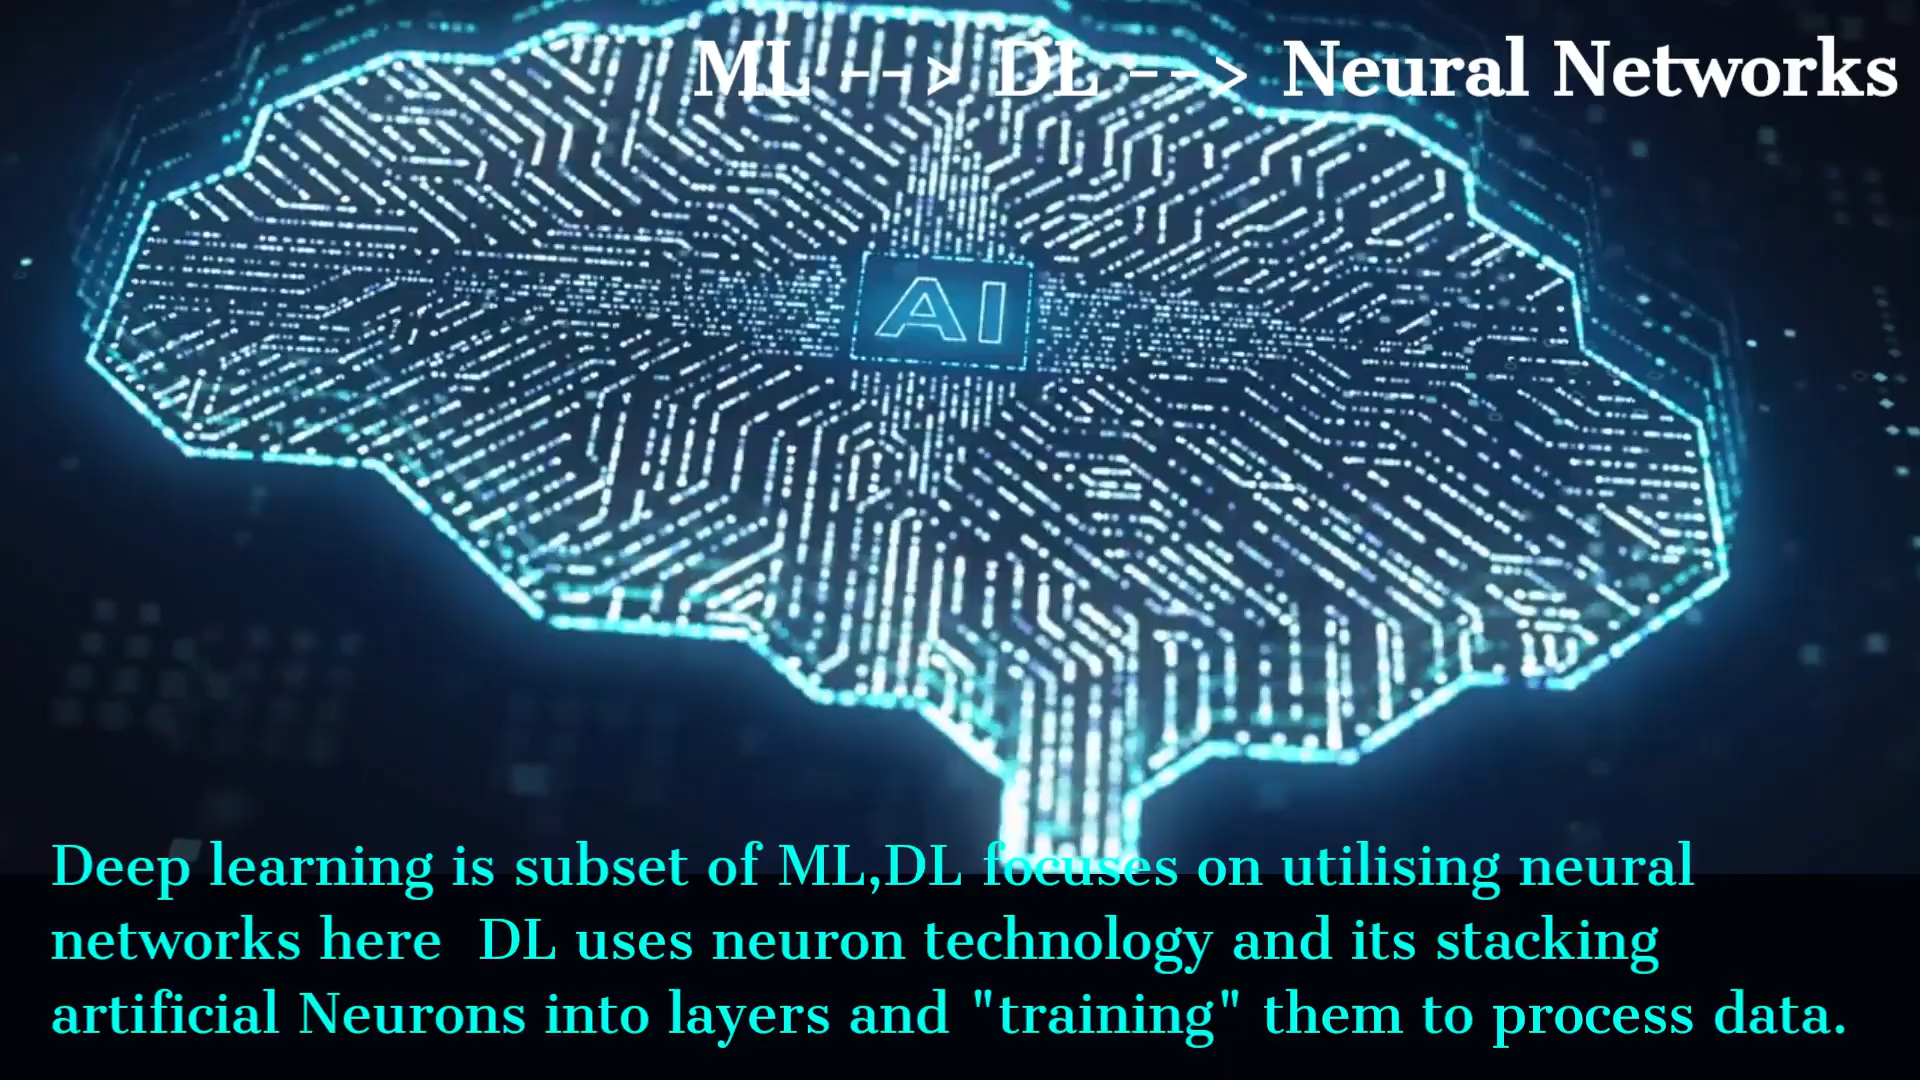 ML --> DL --> Neural Networks
AI
Deep learning is subset of ML,DL focuses on utilising neural
networks here  DL uses neuron technology and its stacking
artificial Neurons into layers and "training" them to process data.